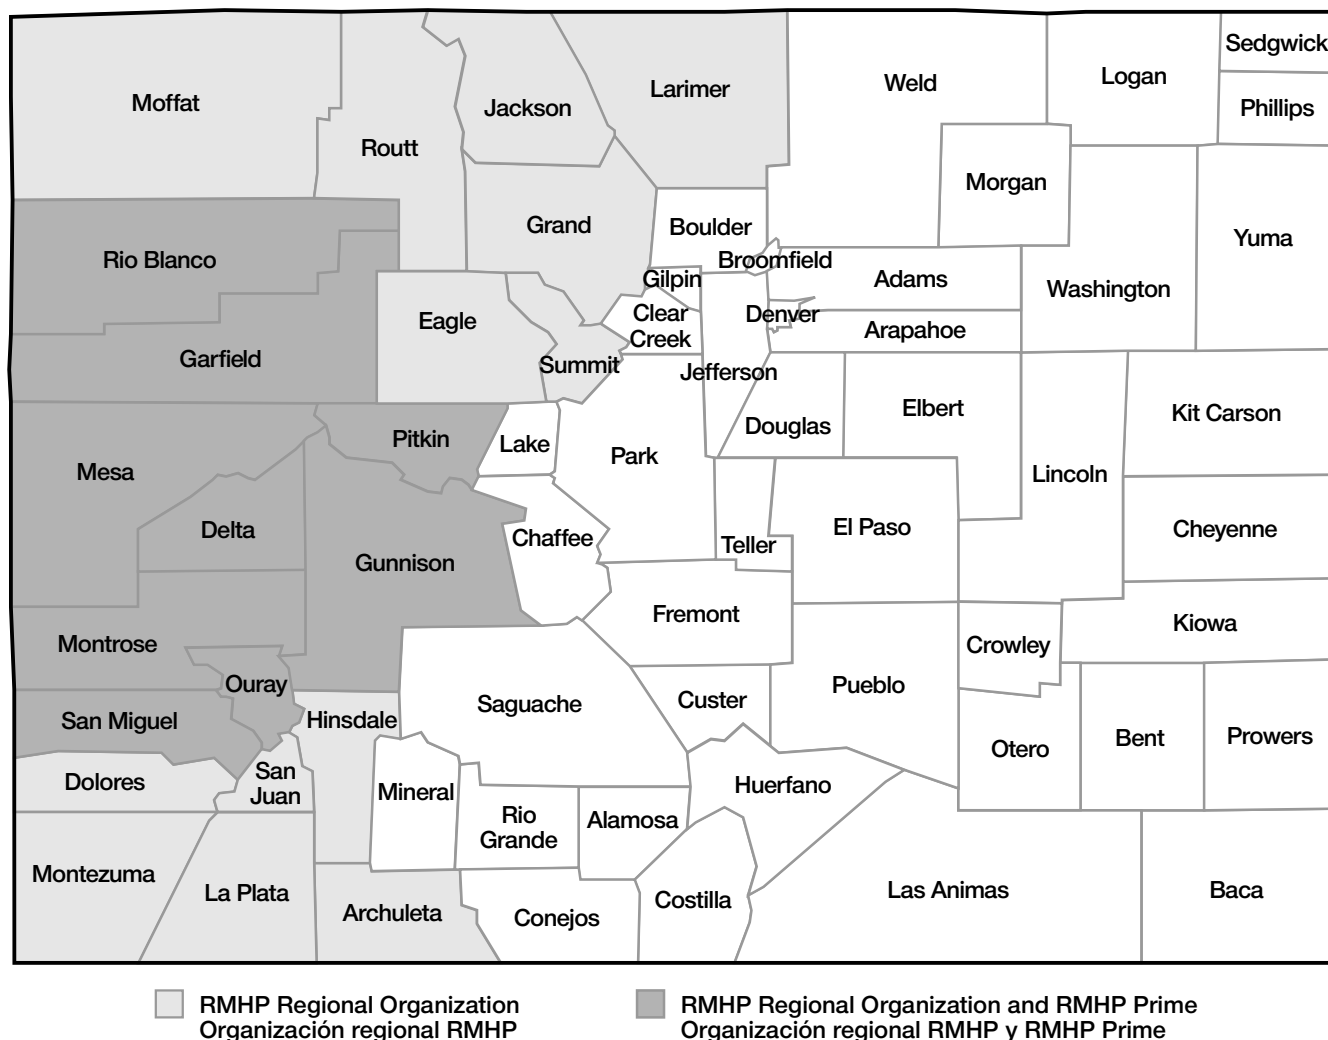 Moffat
Routt
Jackson
Larimer
Weld
Logan
Sedgwick
Phillips
Morgan
Grand
Boulder
Yuma
Rio Blanco
Broomfield
Gilpin
Adams
Washington
Eagle
Clear
Creek
Denver
Arapahoe
Garfield
Summit
Jefferson
Elbert
Kit Carson
Douglas
Pitkin
Lake
Park
Mesa
Lincoln
Delta
Chaffee
Teller
El Paso
Cheyenne
Gunnison
Fremont
Kiowa
Montrose
Crowley
Ouray
Pueblo
San Miguel
Hinsdale
Saguache
Custer
Otero
Bent
Prowers
Dolores
San
Juan
Mineral
Huerfano
Rio
Grande
Alamosa
Montezuma
La Plata
Archuleta
Conejos
Costilla
Las Animas
Baca
RMHP Regional Organization
Organización regional RMHP
RMHP Regional Organization and RMHP Prime
Organización regional RMHP y RMHP Prime